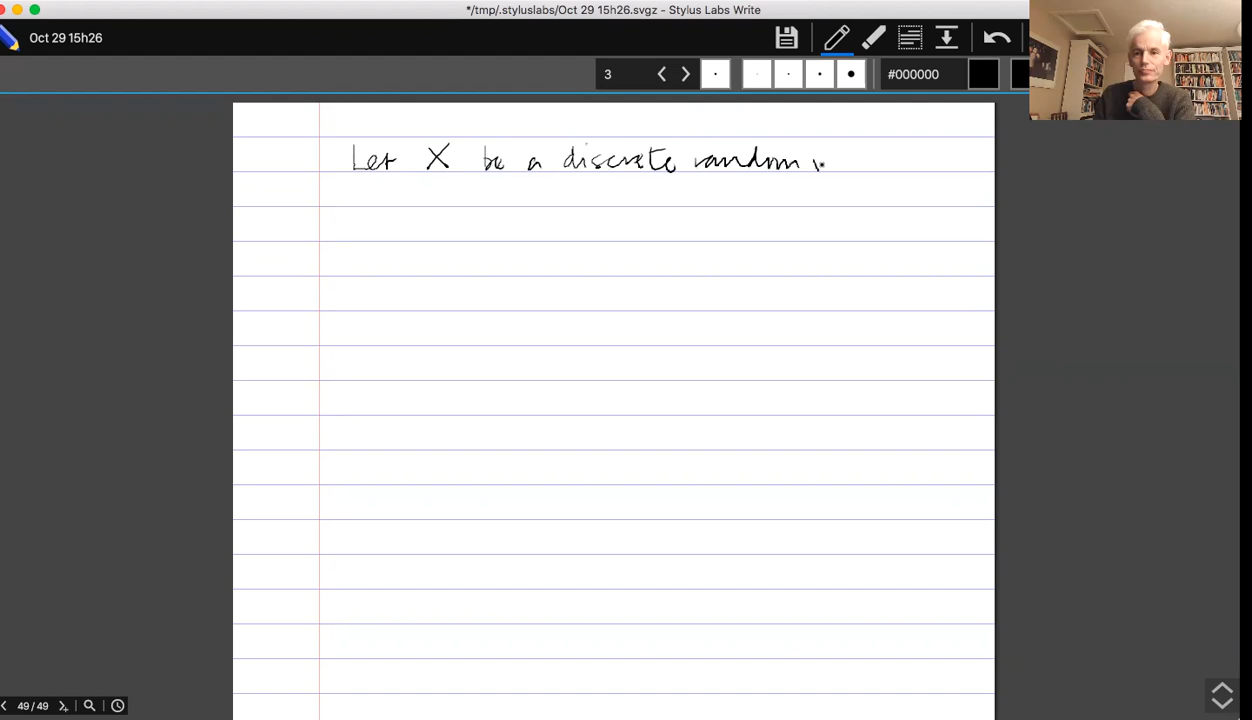 */tmp/.styluslabs/Oct 29 15h26.svgz - Stylus Labs Write
Oct 29 15h26
3
#000000
Let X be a discrete random v
49/49